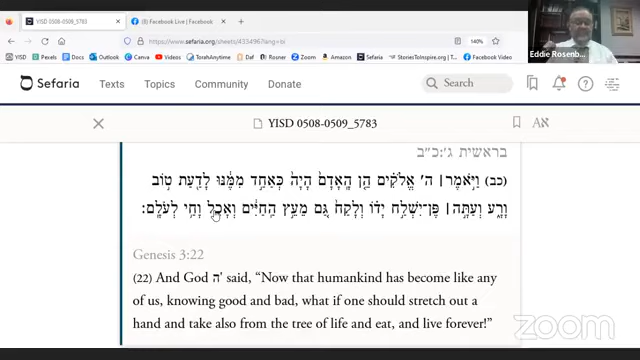 YISD 0508-0509_5783
(8) Facebook Live | Facebook
https://www.sefaria.org/sheets/433496?lang=bi
140%
YISD
Pexels
Outlook
Canva
Videos
TorahAnytime
Daf
Rosner
Zoom
Amazon
Sefaria
StoriesToInspire.org |...
Facebook Video
Eddie Rosenb...
Sefaria
Texts
Topics
Community
Donate
Search
YISD 0508-0509_5783
אA
בראשית ג׳:כ״ב
(כב) וַיֹּ֣אמֶר ׀ ה' אֱלֹקִ֗ים הֵ֤ן הָֽאָדָם֙ הָיָה֙ כְּאַחַ֣ד מִמֶּ֔נּוּ לָדַ֖עַת ט֣וֹב
וָרָ֑ע וְעַתָּ֣ה ׀ פֶּן־יִשְׁלַ֣ח יָד֗וֹ וְלָקַח֙ גַּ֚ם מֵעֵ֣ץ הַֽחַיִּ֔ים וְאָכַ֖ל וָחַ֥י לְעֹלָֽם׃
Genesis 3:22
(22) And God ה' said, “Now that humankind has become like any
of us, knowing good and bad, what if one should stretch out a
hand and take also from the tree of life and eat, and live forever!”
zoom